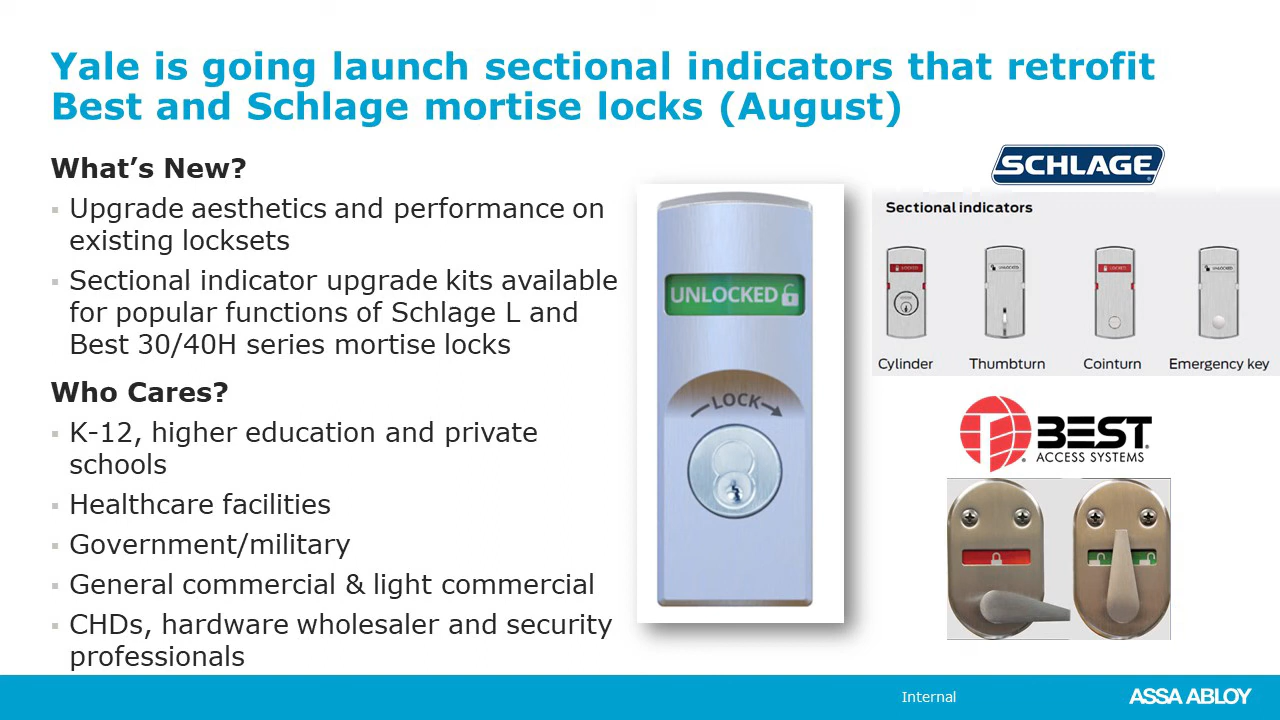 Yale is going launch sectional indicators that retrofit
Best and Schlage mortise locks (August)
What’s New?
▪ Upgrade aesthetics and performance on
existing locksets
▪ Sectional indicator upgrade kits available
for popular functions of Schlage L and
Best 30/40H series mortise locks
Who Cares?
▪ K-12, higher education and private
schools
▪ Healthcare facilities
▪ Government/military
▪ General commercial & light commercial
▪ CHDs, hardware wholesaler and security
professionals
UNLOCKED
LOCK
SCHLAGE
Sectional indicators
LOCKED
UNLOCKED
LOCKED
UNLOCKED
Cylinder
Thumbturn
Cointurn
Emergency key
BEST
ACCESS SYSTEMS
Internal
ASSA ABLOY